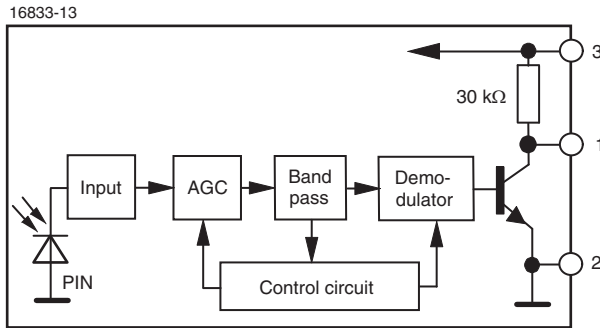 16833-13
3
30 kΩ
1
Input
AGC
Band
pass
Demo-
dulator
PIN
Control circuit
2